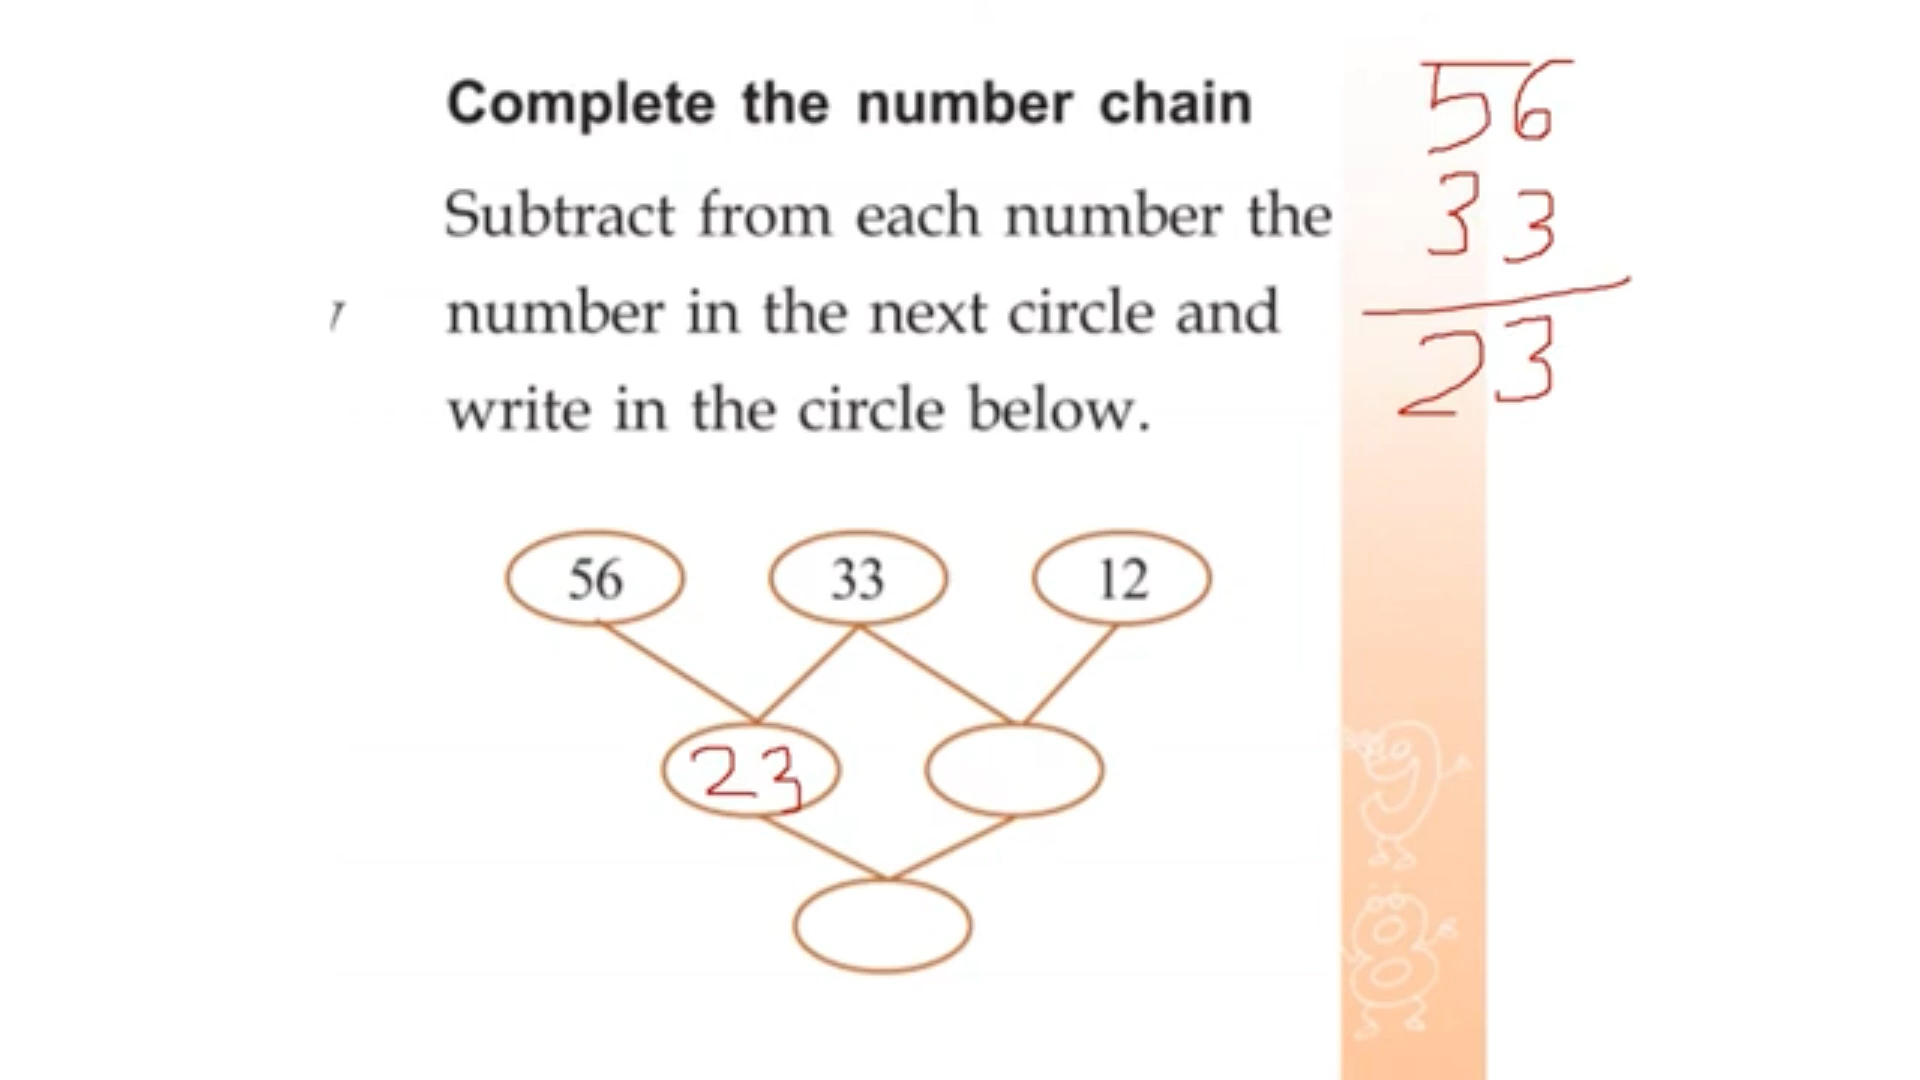 Complete the number chain
Subtract from each number the
number in the next circle and
write in the circle below.
56
33
23
56 33 12
23